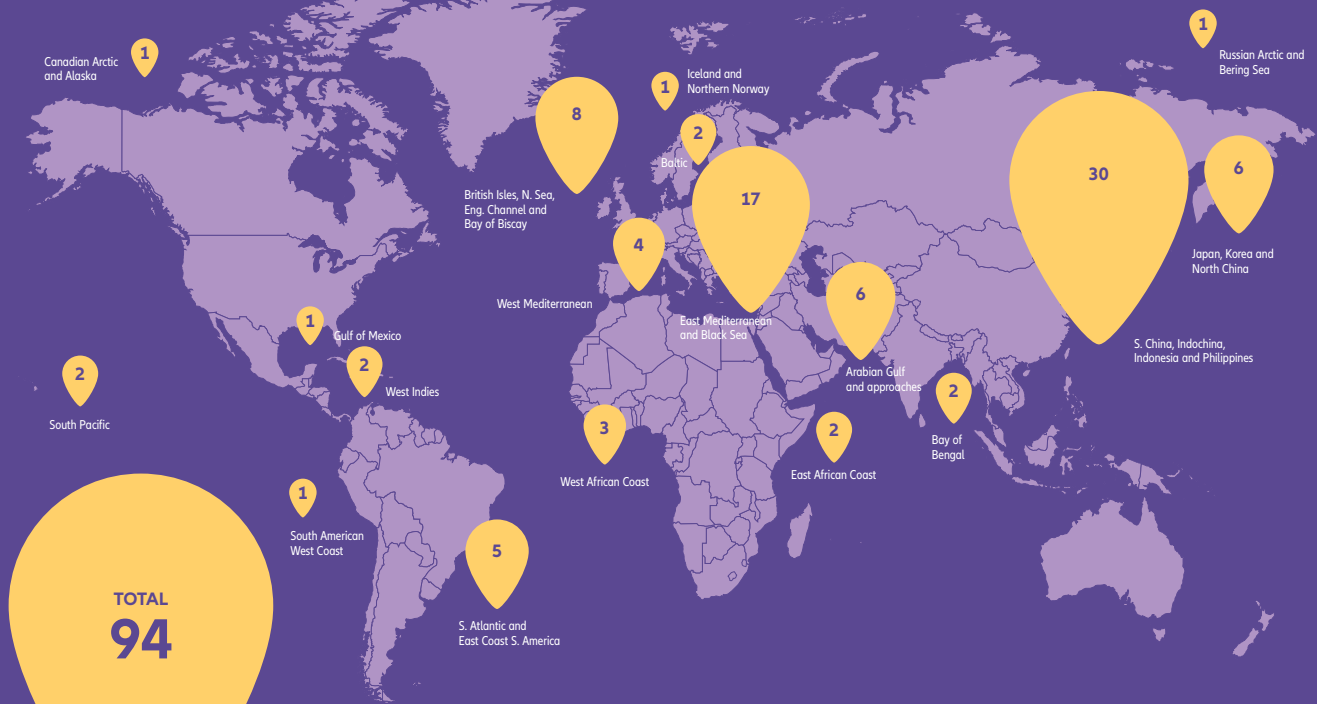 1
Canadian Arctic
and Alaska
1
Russian Arctic and
Bering Sea
1
Iceland and
Northern Norway
8
British Isles, N. Sea,
Eng. Channel and
Bay of Biscay
2
Baltic
17
East Mediterranean
and Black Sea
30
S. China, Indochina,
Indonesia and Philippines
6
Japan, Korea and
North China
4
West Mediterranean
6
Arabian Gulf
and approaches
1
Gulf of Mexico
2
West Indies
2
South Pacific
2
Bay of
Bengal
3
West African Coast
2
East African Coast
1
South American
West Coast
5
S. Atlantic and
East Coast S. America
TOTAL
94